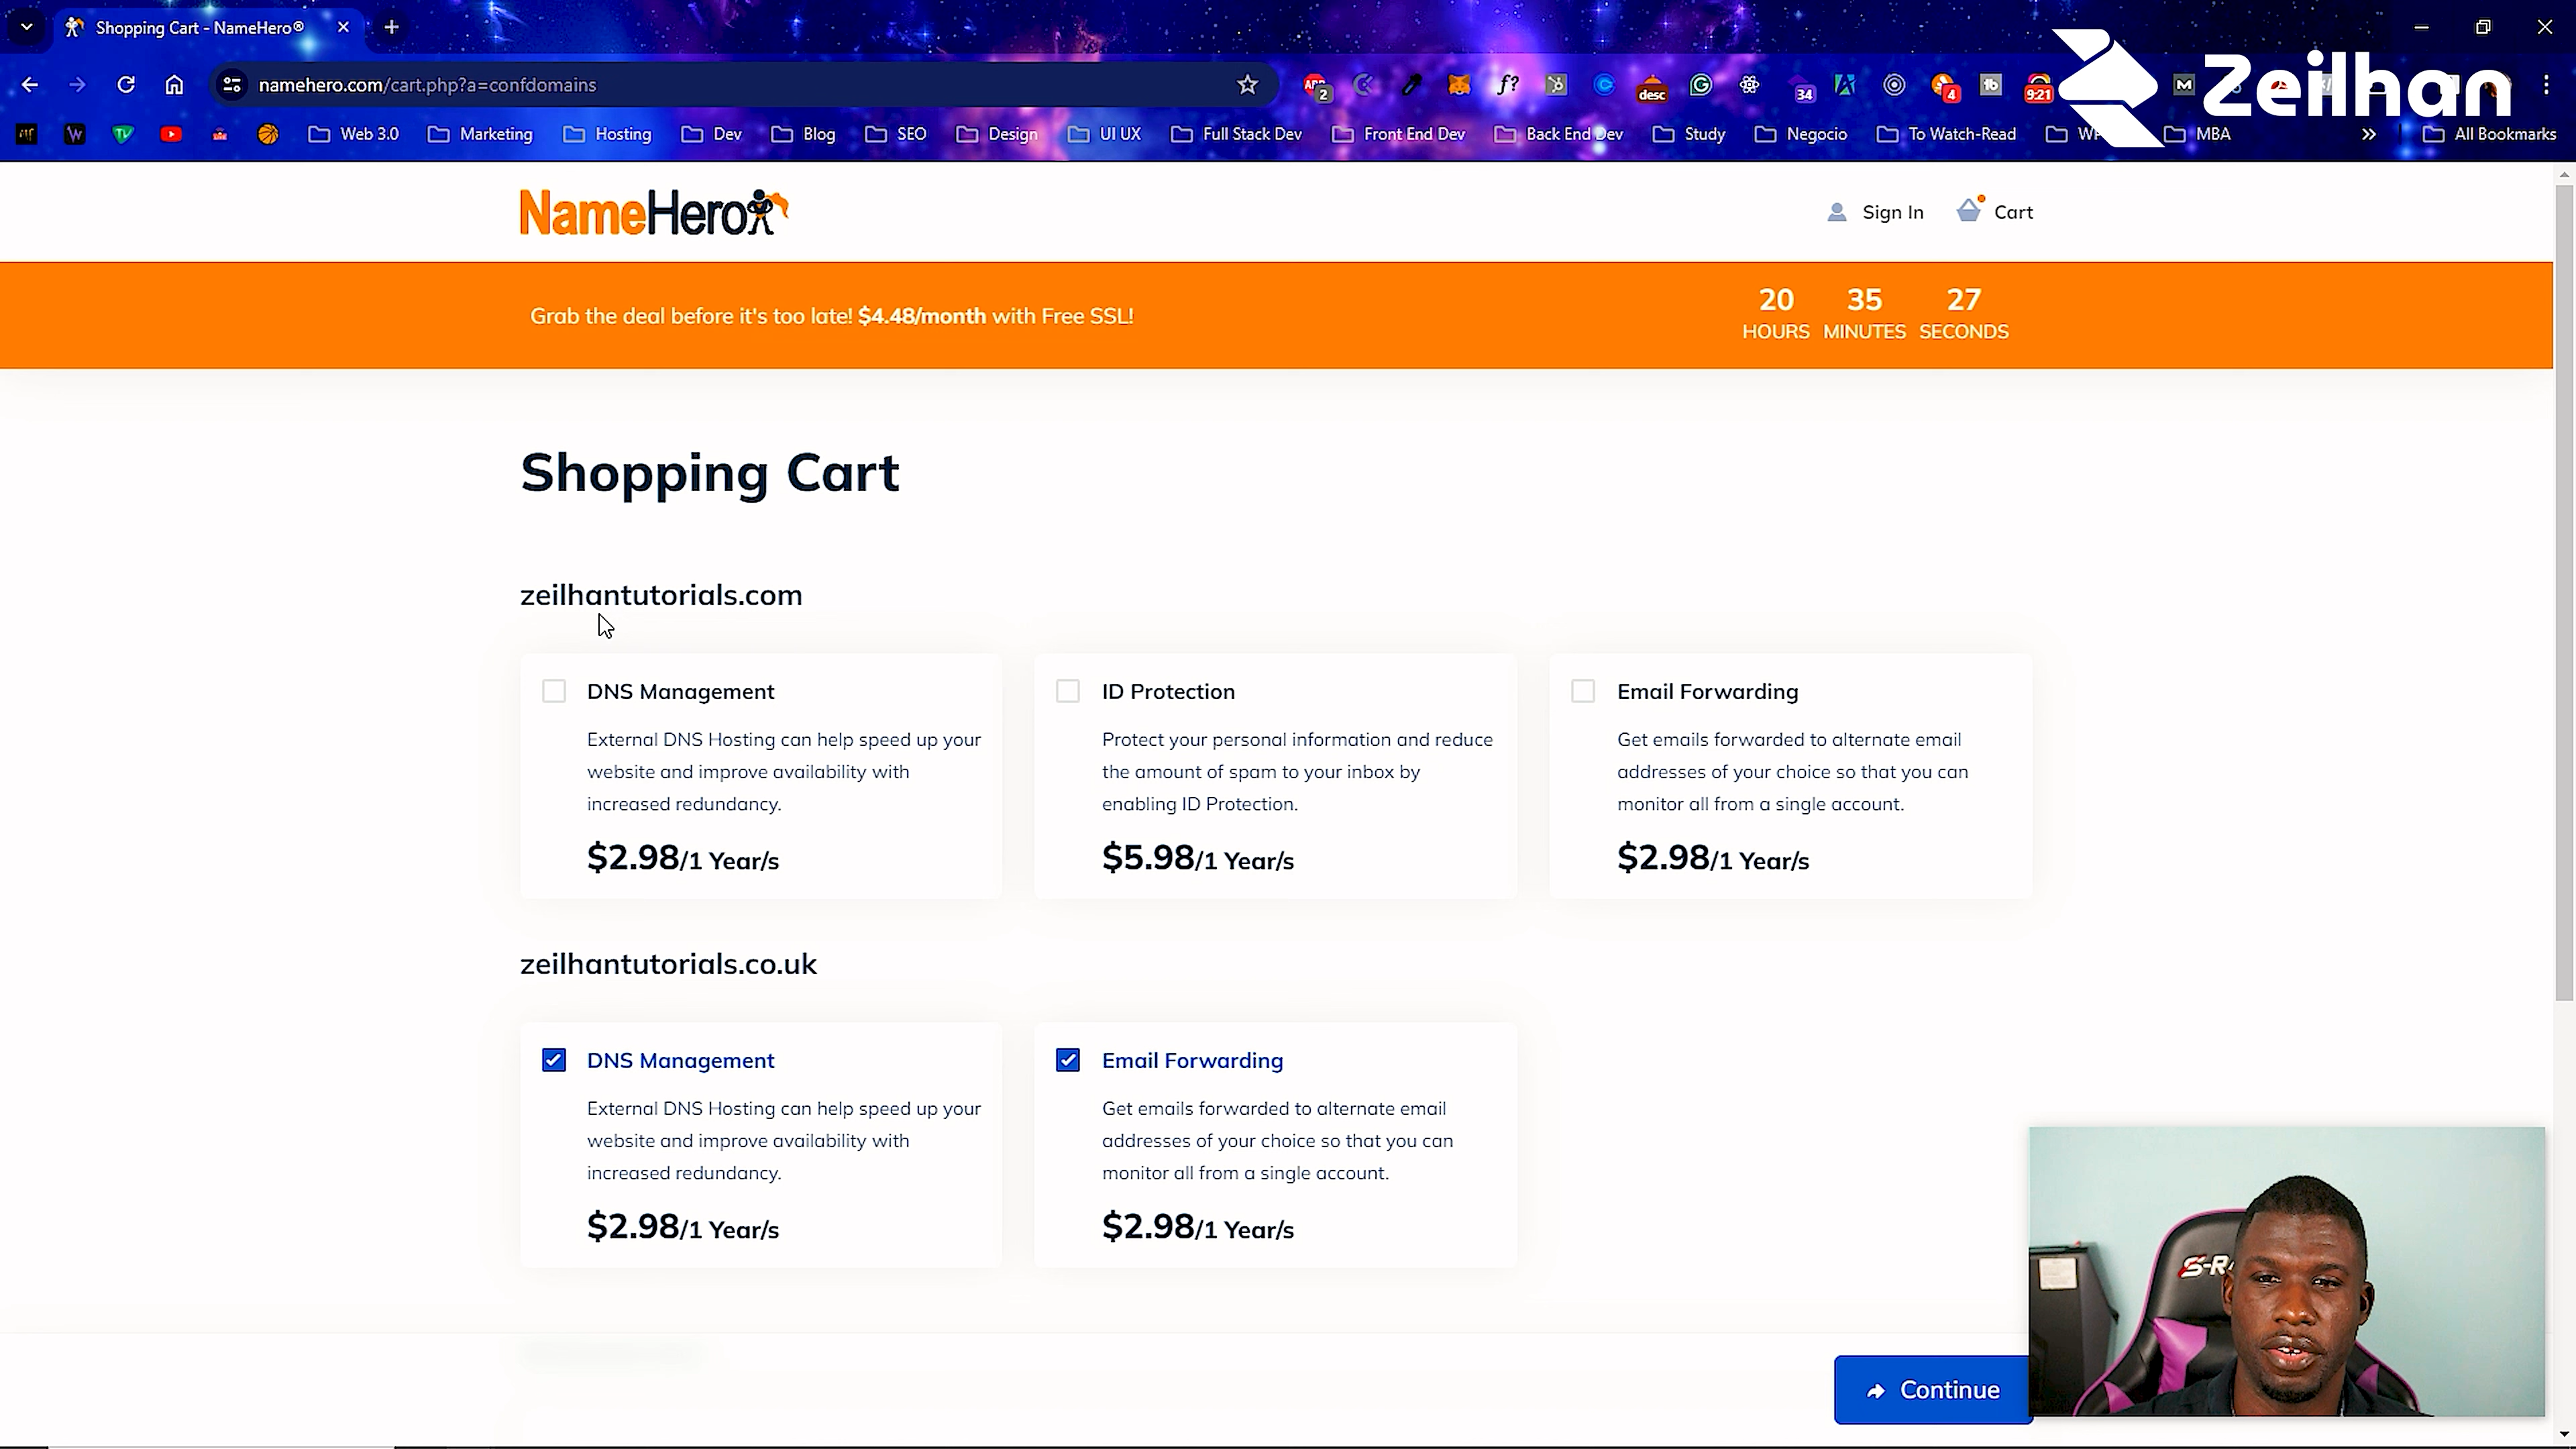 Shopping Cart - NameHero®
namehero.com/cart.php?a=confdomains
2
f?
desc
34
4
9:21
M
Zeilhan
Web 3.0
Marketing
Hosting
Dev
Blog
SEO
Design
UI UX
Full Stack Dev
Front End Dev
Back End Dev
Study
Negocio
To Watch-Read
MBA
All Bookmarks
NameHero
Sign In
Cart
Grab the deal before it's too late! $4.48/month with Free SSL!
20 35 27
HOURS MINUTES SECONDS
Shopping Cart
zeilhantutorials.com
DNS Management
External DNS Hosting can help speed up your
website and improve availability with
increased redundancy.
$2.98/1 Year/s
ID Protection
Protect your personal information and reduce
the amount of spam to your inbox by
enabling ID Protection.
$5.98/1 Year/s
Email Forwarding
Get emails forwarded to alternate email
addresses of your choice so that you can
monitor all from a single account.
$2.98/1 Year/s
zeilhantutorials.co.uk
DNS Management
External DNS Hosting can help speed up your
website and improve availability with
increased redundancy.
$2.98/1 Year/s
Email Forwarding
Get emails forwarded to alternate email
addresses of your choice so that you can
monitor all from a single account.
$2.98/1 Year/s
Continue